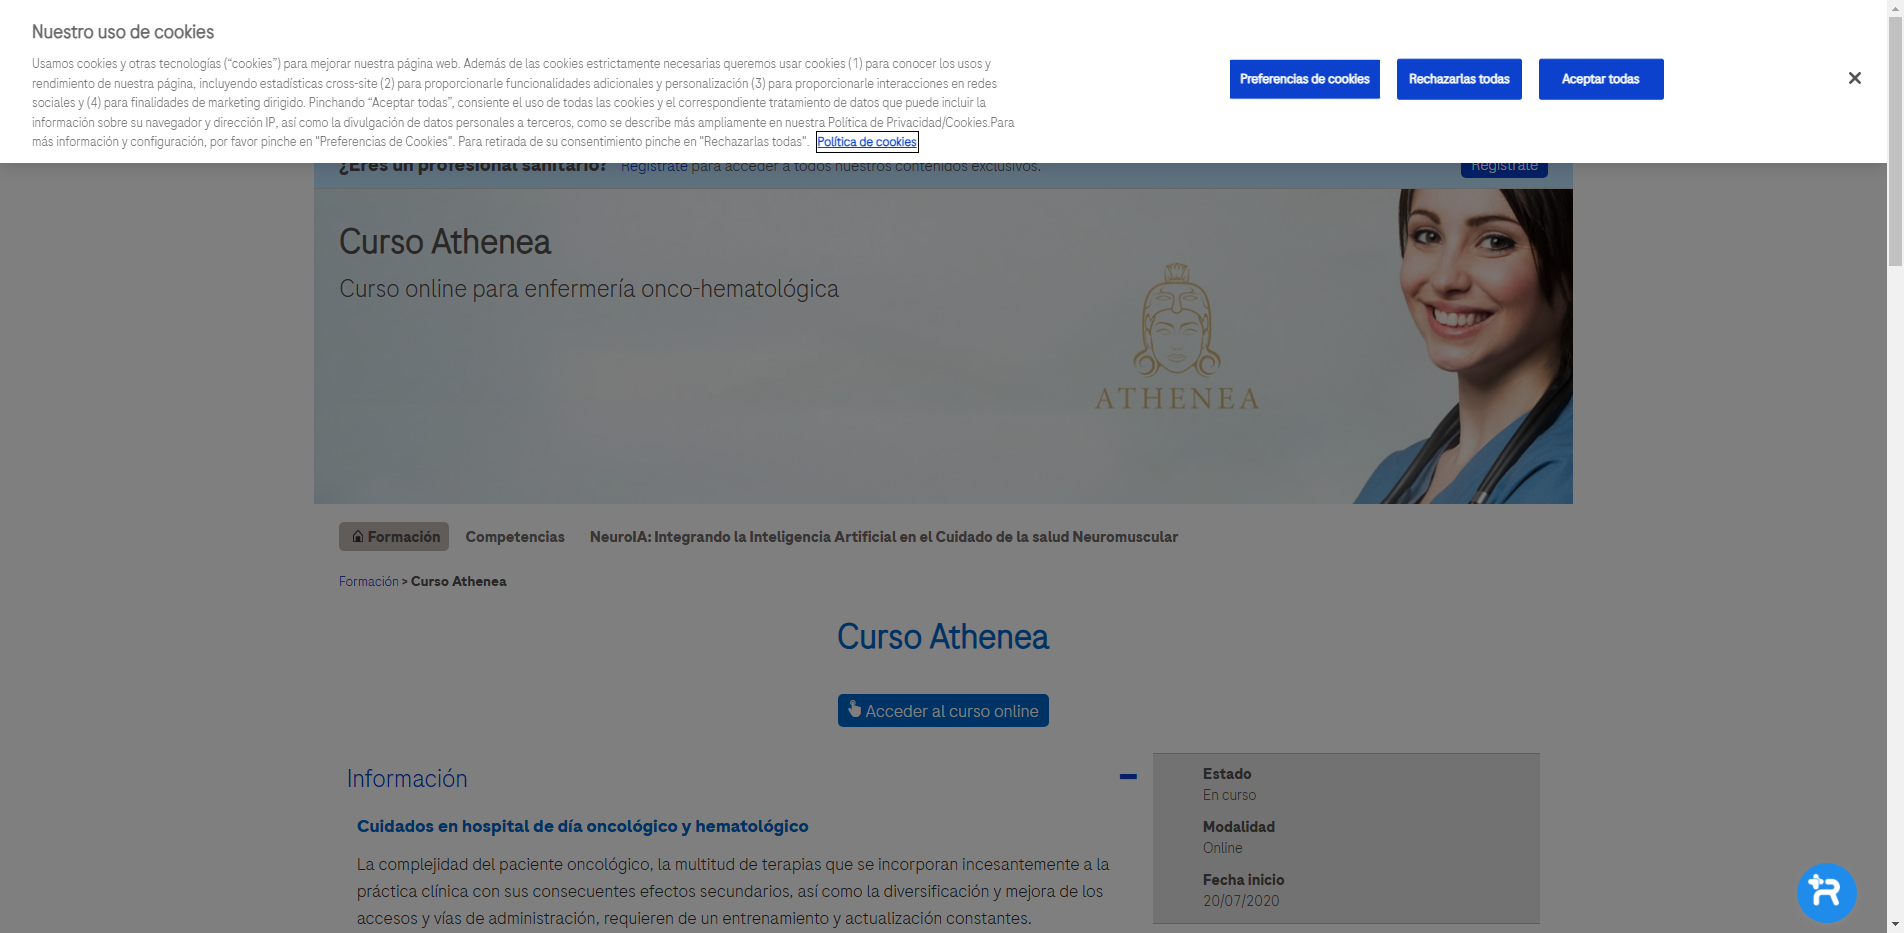 Nuestro uso de cookies
Usamos cookies y otras tecnologías (“cookies”) para mejorar nuestra página web. Además de las cookies estrictamente necesarias queremos usar cookies (1) para conocer los usos y
rendimiento de nuestra página, incluyendo estadísticas cross-site (2) para proporcionarle funcionalidades adicionales y personalización (3) para proporcionarle interacciones en redes
sociales y (4) para finalidades de marketing dirigido. Pinchando “Aceptar todas”, consiente el uso de todas las cookies y el correspondiente tratamiento de datos que puede incluir la
información sobre su navegador y dirección IP, así como la divulgación de datos personales a terceros, como se describe más ampliamente en nuestra Política de Privacidad/Cookies.Para
más información y configuración, por favor pinche en "Preferencias de Cookies". Para retirada de su consentimiento pinche en "Rechazarlas todas". Política de cookies
Preferencias de cookies
Rechazarlas todas
Aceptar todas
¿Eres un profesional sanitario? Regístrate para acceder a todos nuestros contenidos exclusivos.
Regístrate
Curso Athenea
Curso online para enfermería onco-hematológica
ATHENEA
Formación Competencias NeuroIA: Integrando la Inteligencia Artificial en el Cuidado de la salud Neuromuscular
Formación > Curso Athenea
Curso Athenea
Acceder al curso online
Información
Cuidados en hospital de día oncológico y hematológico
La complejidad del paciente oncológico, la multitud de terapias que se incorporan incesantemente a la
práctica clínica con sus consecuentes efectos secundarios, así como la diversificación y mejora de los
accesos y vías de administración, requieren de un entrenamiento y actualización constantes.
Estado
En curso
Modalidad
Online
Fecha inicio
20/07/2020